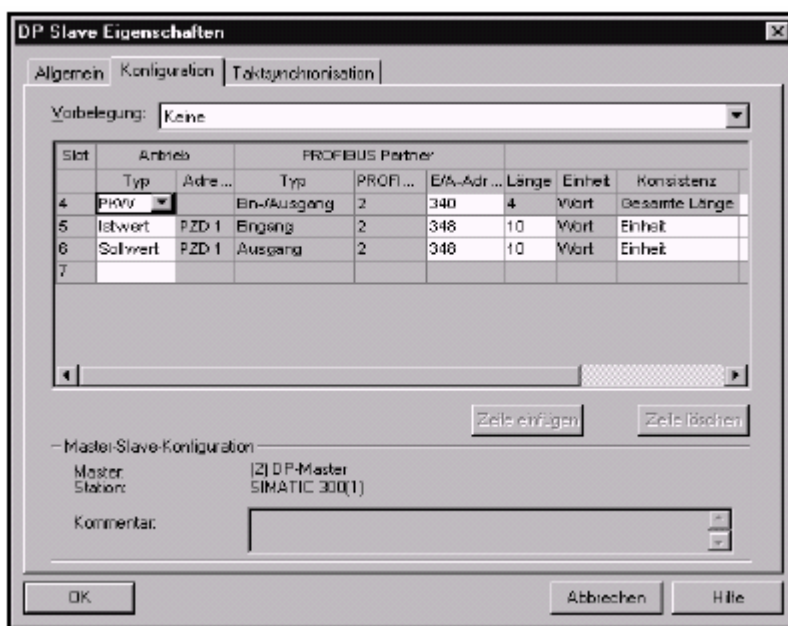 DP Slave Eigenschaften
Allgemein Konfiguration Taktsynchronisation
Vorbelegung: Keine
Slot Antrieb PROFIBUS Partner
Typ Adre... Typ PROFI... E/A-Adr... Länge Einheit Konsistenz
4 PKW Ein-/Ausgang 2 340 4 Wort Gesamte Länge
5 Istwert PZD 1 Eingang 2 348 10 Wort Einheit
6 Sollwert PZD 1 Ausgang 2 348 10 Wort Einheit
7
Zeile einfügen Zeile löschen
Master-Slave-Konfiguration
Master: (2) DP-Master
Station: SIMATIC 300(1)
Kommentar:
OK Abbrechen Hilfe